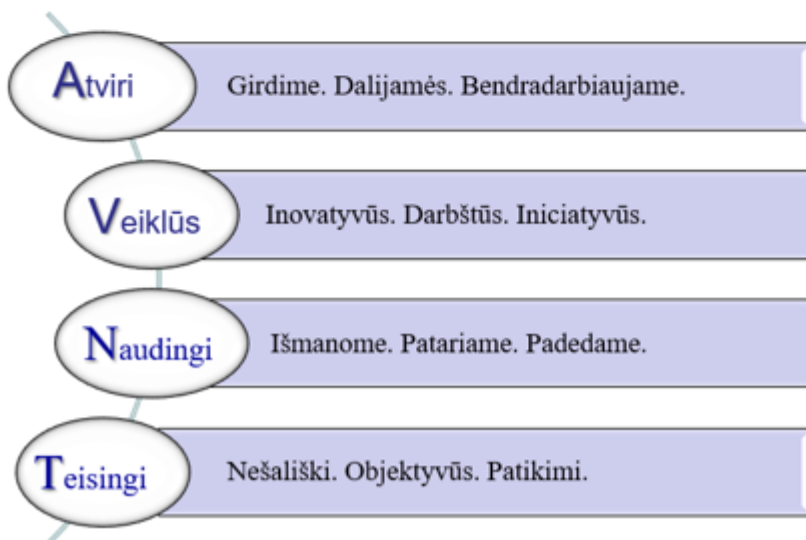 Atviri
Girdime. Dalijamės. Bendradarbiaujame.
Veiklūs
Inovatyvūs. Darbštūs. Iniciatyvūs.
Naudingi
Išmanome. Patariame. Padedame.
Teisingi
Nešališki. Objektyvūs. Patikimi.